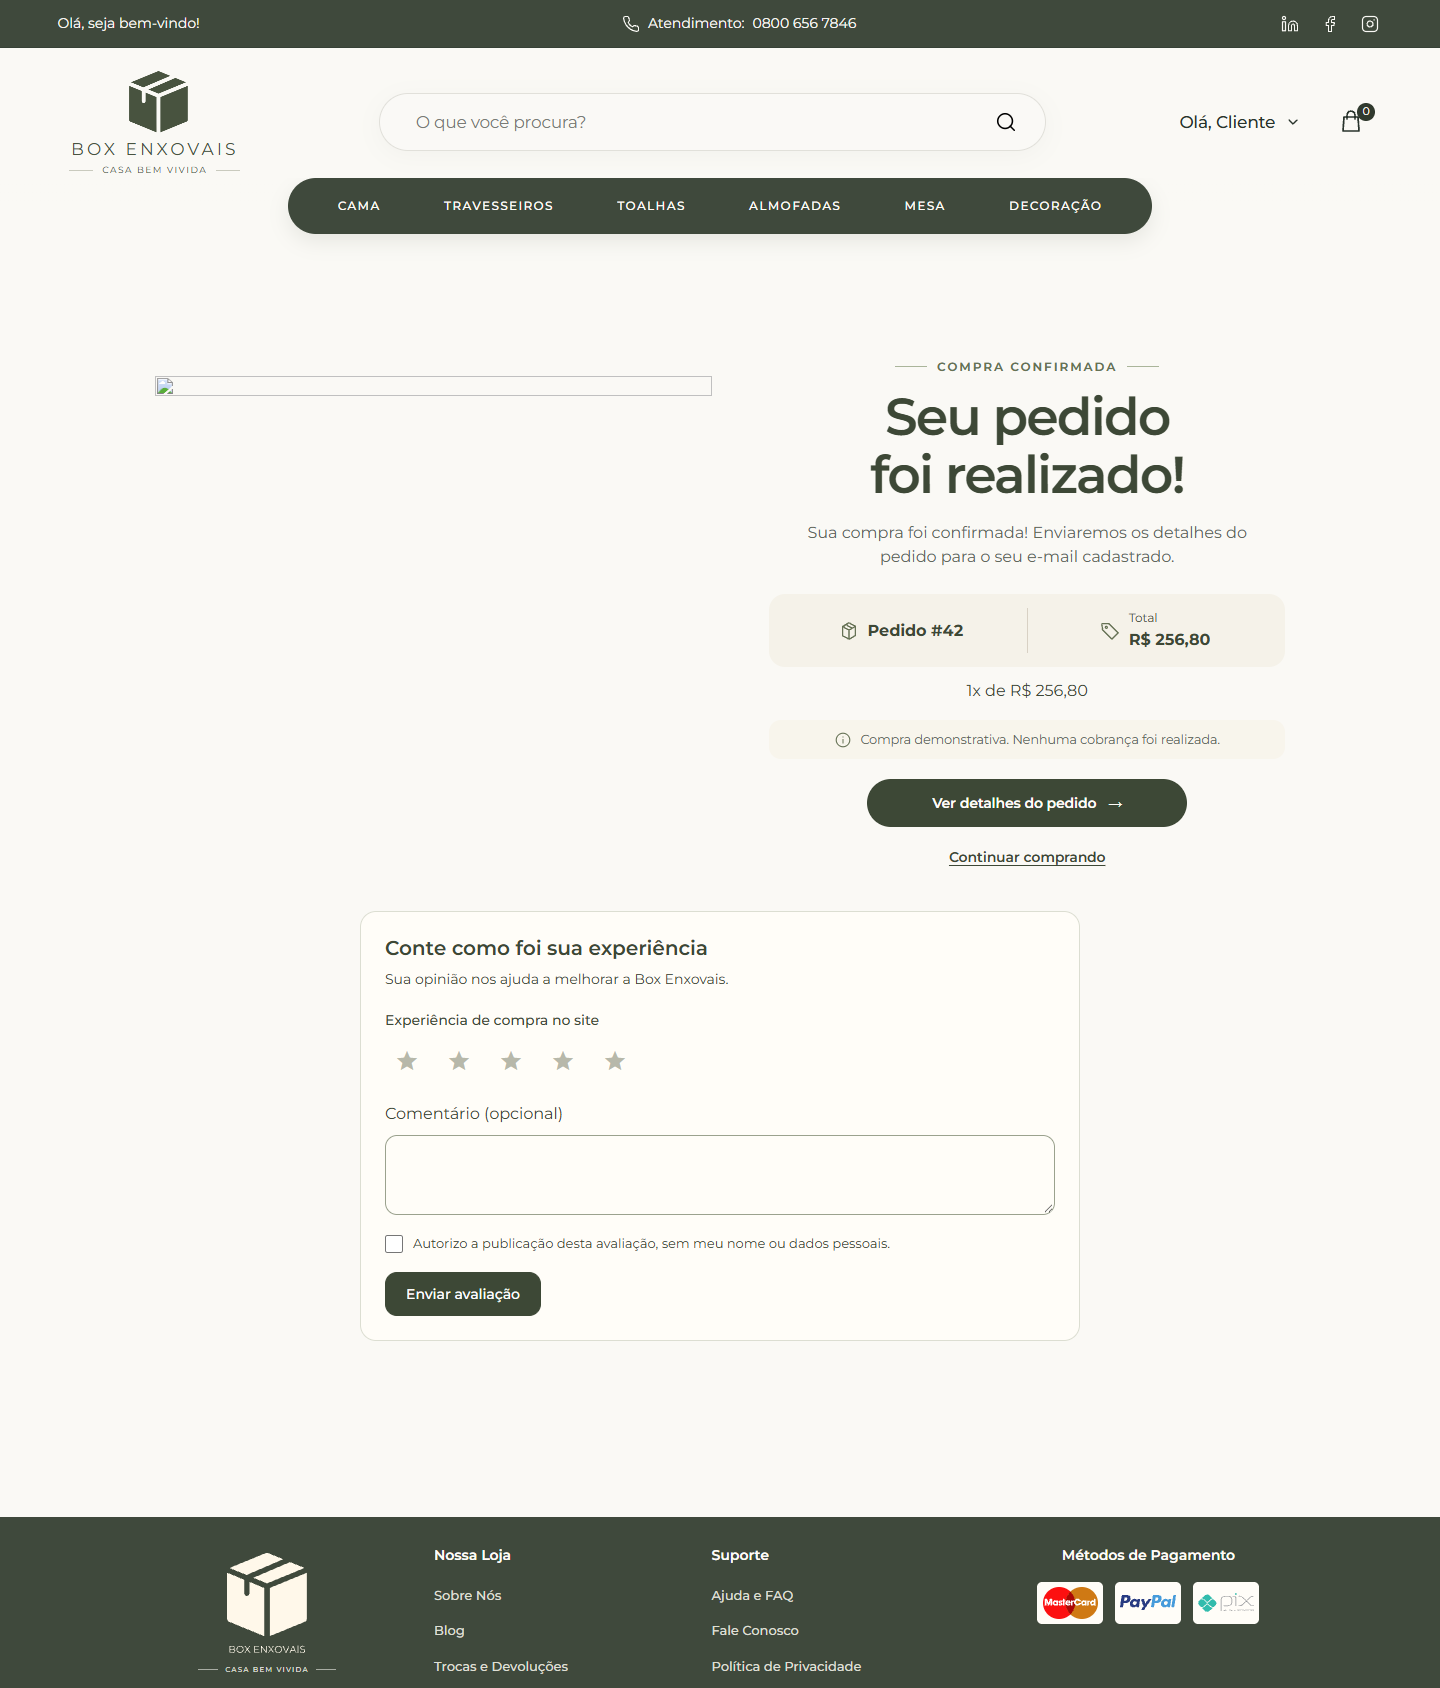 Olá, seja bem-vindo!
Atendimento: 0800 656 7846
BOX ENXOVAIS
CASA BEM VIVIDA
O que você procura?
Olá, Cliente
0
CAMA
TRAVESSEIROS
TOALHAS
ALMOFADAS
MESA
DECORAÇÃO
COMPRA CONFIRMADA
Seu pedido
foi realizado!
Sua compra foi confirmada! Enviaremos os detalhes do
pedido para o seu e-mail cadastrado.
Pedido #42
Total
R$ 256,80
1x de R$ 256,80
Compra demonstrativa. Nenhuma cobrança foi realizada.
Ver detalhes do pedido →
Continuar comprando
Conte como foi sua experiência
Sua opinião nos ajuda a melhorar a Box Enxovais.
Experiência de compra no site
Comentário (opcional)
Autorizo a publicação desta avaliação, sem meu nome ou dados pessoais.
Enviar avaliação
BOX ENXOVAIS
CASA BEM VIVIDA
Nossa Loja
Sobre Nós
Blog
Trocas e Devoluções
Suporte
Ajuda e FAQ
Fale Conosco
Política de Privacidade
Métodos de Pagamento
MasterCard
PayPal
pix